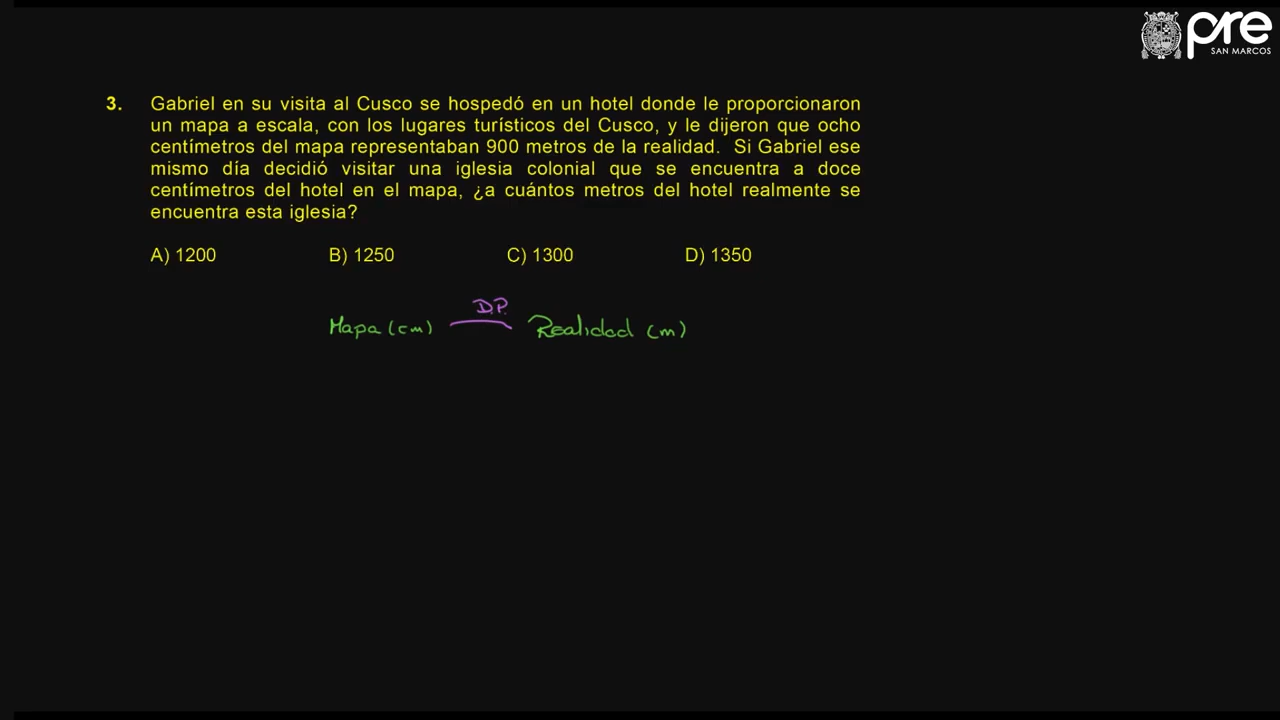 pre
SAN MARCOS
3. Gabriel en su visita al Cusco se hospedó en un hotel donde le proporcionaron
un mapa a escala, con los lugares turísticos del Cusco, y le dijeron que ocho
centímetros del mapa representaban 900 metros de la realidad. Si Gabriel ese
mismo día decidió visitar una iglesia colonial que se encuentra a doce
centímetros del hotel en el mapa, ¿a cuántos metros del hotel realmente se
encuentra esta iglesia?
A) 1200 B) 1250 C) 1300 D) 1350
D.P.
Mapa (cm) Realidad (m)